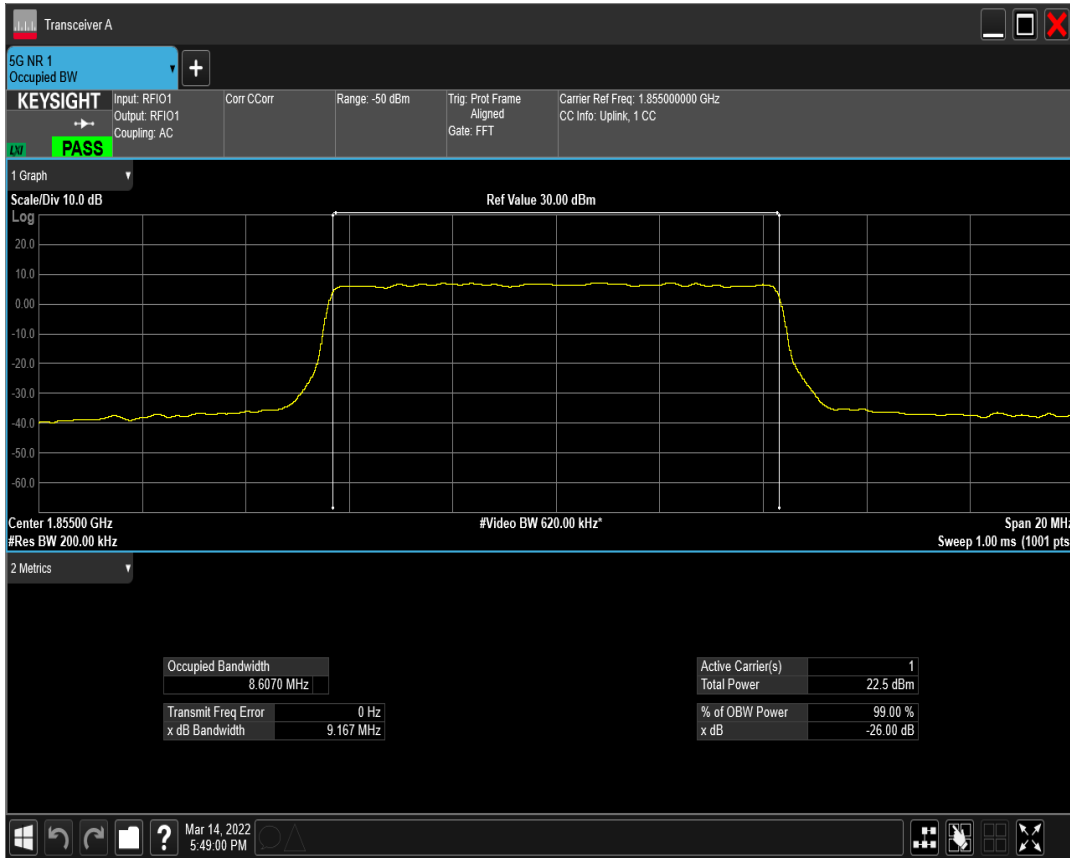 Transceiver A
5G NR 1
Occupied BW
+
KEYSIGHT
LXI
PASS
Input: RFIO1
Output: RFIO1
Coupling: AC
Corr CCorr
Range: -50 dBm
Trig: Prot Frame
Aligned
Gate: FFT
Carrier Ref Freq: 1.855000000 GHz
CC Info: Uplink, 1 CC
1 Graph
Scale/Div 10.0 dB
Ref Value 30.00 dBm
Log
20.0
10.0
0.00
-10.0
-20.0
-30.0
-40.0
-50.0
-60.0
Center 1.85500 GHz
#Video BW 620.00 kHz*
Span 20 MHz
#Res BW 200.00 kHz
Sweep 1.00 ms (1001 pts
2 Metrics
Occupied Bandwidth
8.6070 MHz
Transmit Freq Error 0 Hz
x dB Bandwidth 9.167 MHz
Active Carrier(s) 1
Total Power 22.5 dBm
% of OBW Power 99.00 %
x dB -26.00 dB
?
Mar 14, 2022
5:49:00 PM